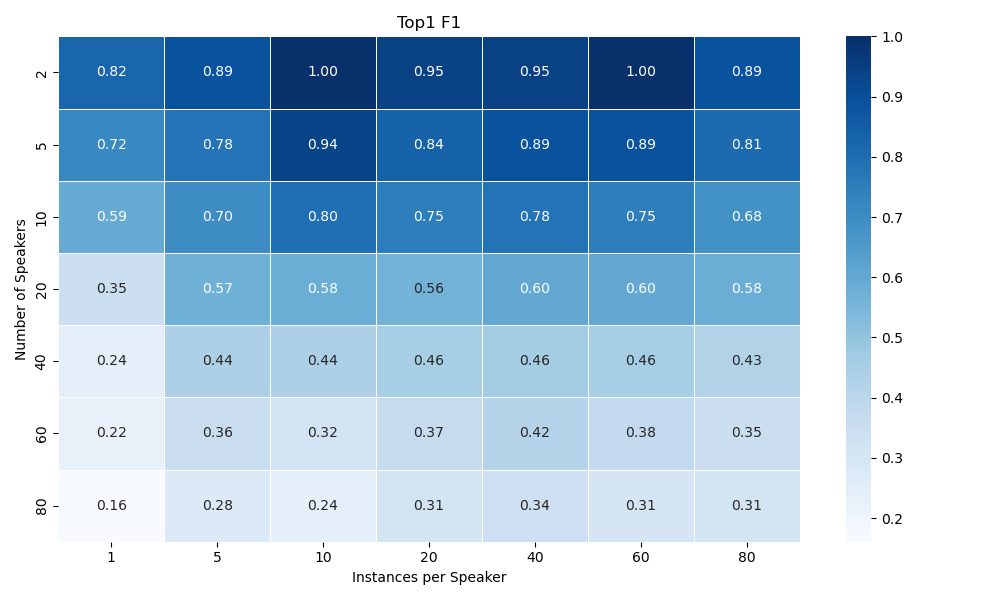 Top1 F1
Number of Speakers
2 0.82 0.89 1.00 0.95 0.95 1.00 0.89
5 0.72 0.78 0.94 0.84 0.89 0.89 0.81
10 0.59 0.70 0.80 0.75 0.78 0.75 0.68
20 0.35 0.57 0.58 0.56 0.60 0.60 0.58
40 0.24 0.44 0.44 0.46 0.46 0.46 0.43
60 0.22 0.36 0.32 0.37 0.42 0.38 0.35
80 0.16 0.28 0.24 0.31 0.34 0.31 0.31
1 5 10 20 40 60 80
Instances per Speaker
1.0
0.9
0.8
0.7
0.6
0.5
0.4
0.3
0.2